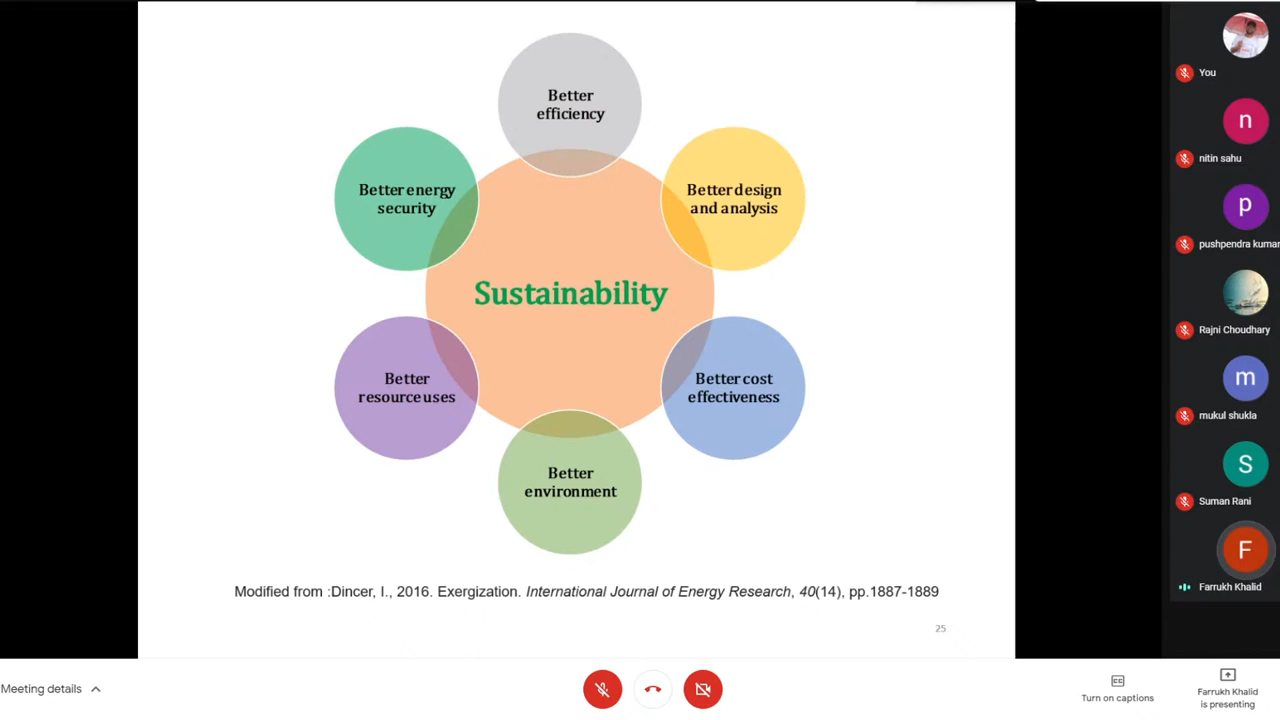 Better
efficiency
Better energy
security
Better design
and analysis
Sustainability
Better
resource uses
Better cost
effectiveness
Better
environment
Modified from :Dincer, I., 2016. Exergization. International Journal of Energy Research, 40(14), pp.1887-1889
25
You
n
nitin sahu
p
pushpendra kumar
Rajni Choudhary
m
mukul shukla
S
Suman Rani
F
Farrukh Khalid
Meeting details
CC
Turn on captions
Farrukh Khalid
is presenting